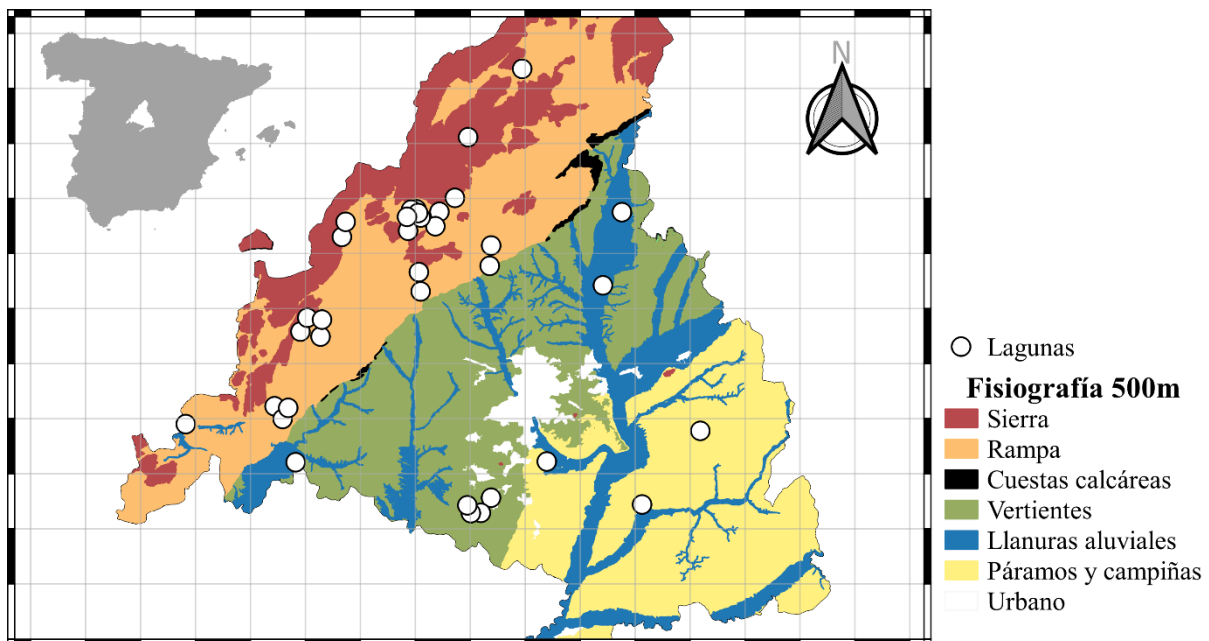 N
Lagunas
Fisiografía 500m
Sierra
Rampa
Cuestas calcáreas
Vertientes
Llanuras aluviales
Páramos y campiñas
Urbano